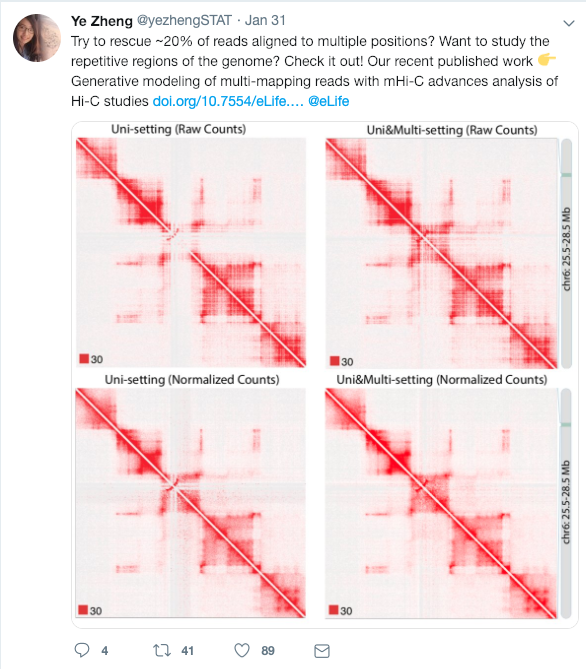 Ye Zheng @yezhengSTAT · Jan 31
Try to rescue ~20% of reads aligned to multiple positions? Want to study the
repetitive regions of the genome? Check it out! Our recent published work 👉
Generative modeling of multi-mapping reads with mHi-C advances analysis of
Hi-C studies doi.org/10.7554/eLife.… @eLife
Uni-setting (Raw Counts)
Uni&Multi-setting (Raw Counts)
chr6: 25.5-28.5 Mb
30
30
Uni-setting (Normalized Counts)
Uni&Multi-setting (Normalized Counts)
chr6: 25.5-28.5 Mb
30
30
4 41 89